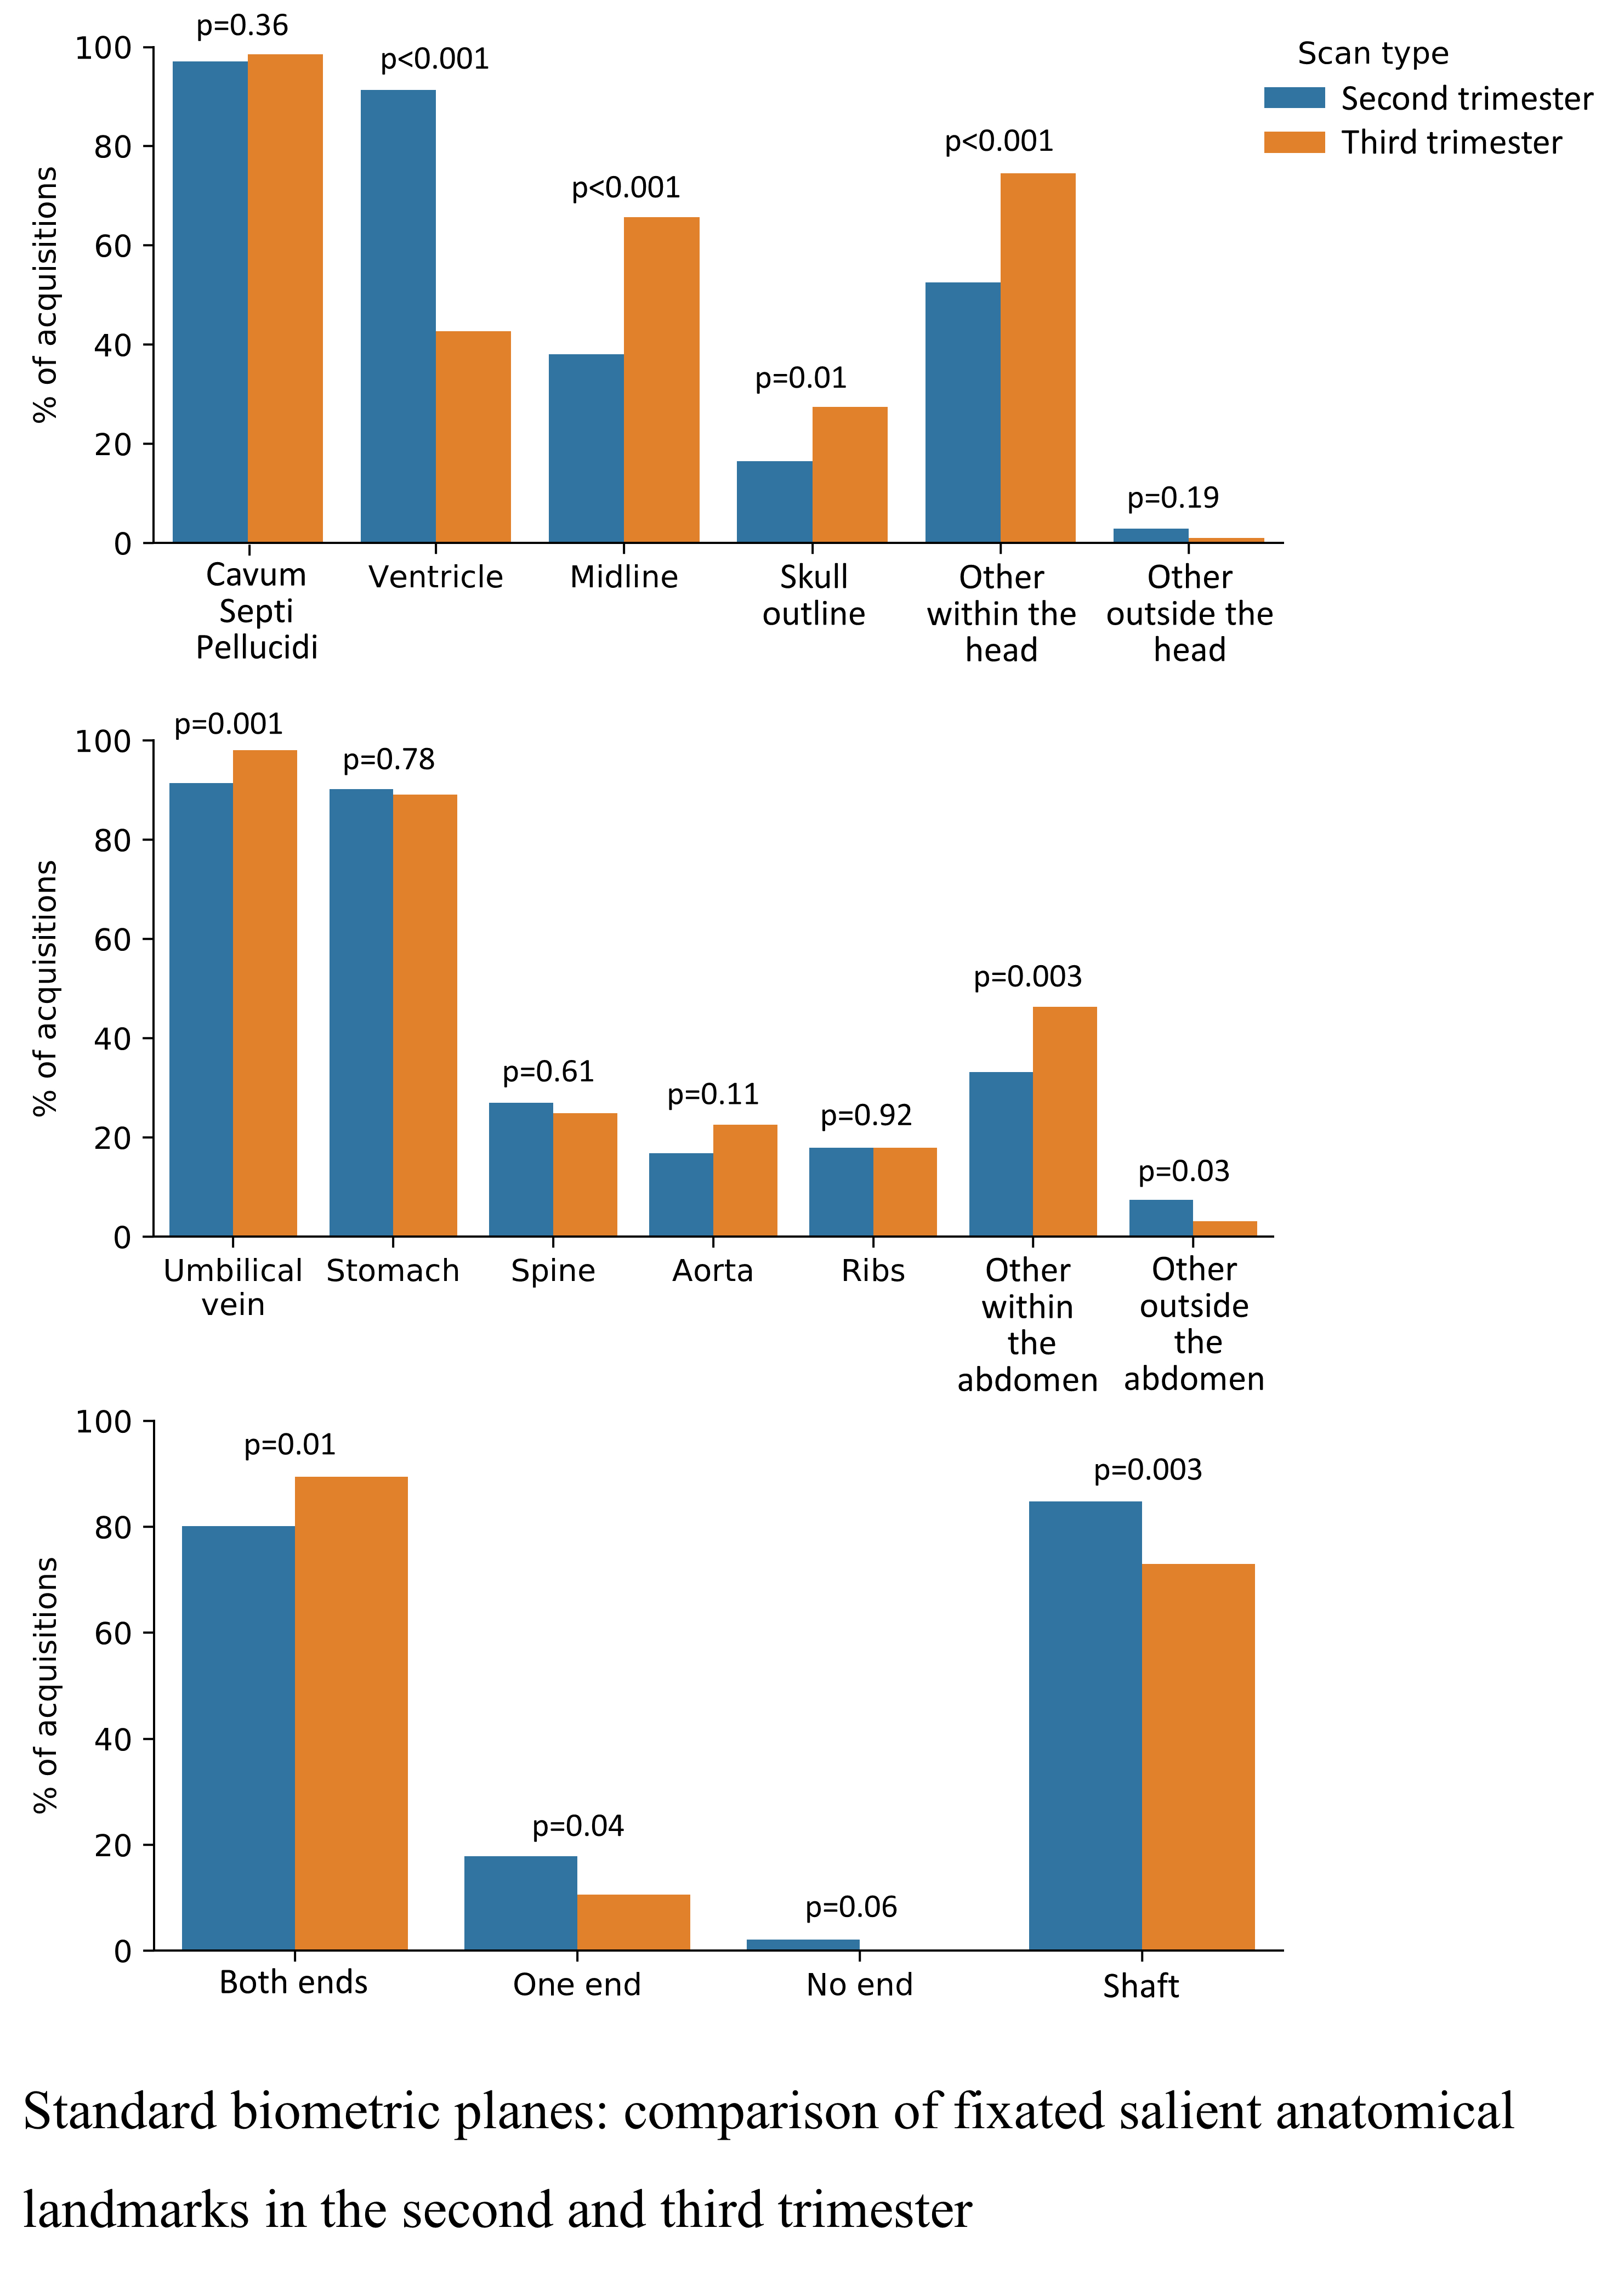 p=0.36
p<0.001
p<0.001
p=0.01
p<0.001
p=0.19
Scan type
Second trimester
Third trimester
% of acquisitions
100
80
60
40
20
0
Cavum
Septi
Pellucidi
Ventricle
Midline
Skull
outline
Other
within the
head
Other
outside the
head
p=0.001
p=0.78
p=0.61
p=0.11
p=0.92
p=0.003
p=0.03
% of acquisitions
100
80
60
40
20
0
Umbilical
vein
Stomach
Spine
Aorta
Ribs
Other
within
the
abdomen
Other
outside
the
abdomen
p=0.01
p=0.04
p=0.06
p=0.003
% of acquisitions
100
80
60
40
20
0
Both ends
One end
No end
Shaft
Standard biometric planes: comparison of fixated salient anatomical
landmarks in the second and third trimester